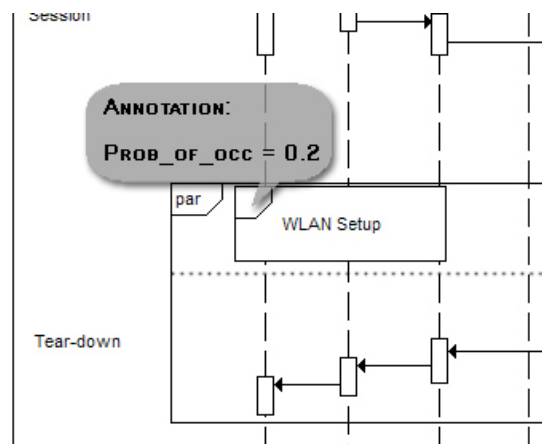 Session
ANNOTATION:
PROB_OF_OCC = 0.2
par
WLAN Setup
Tear-down